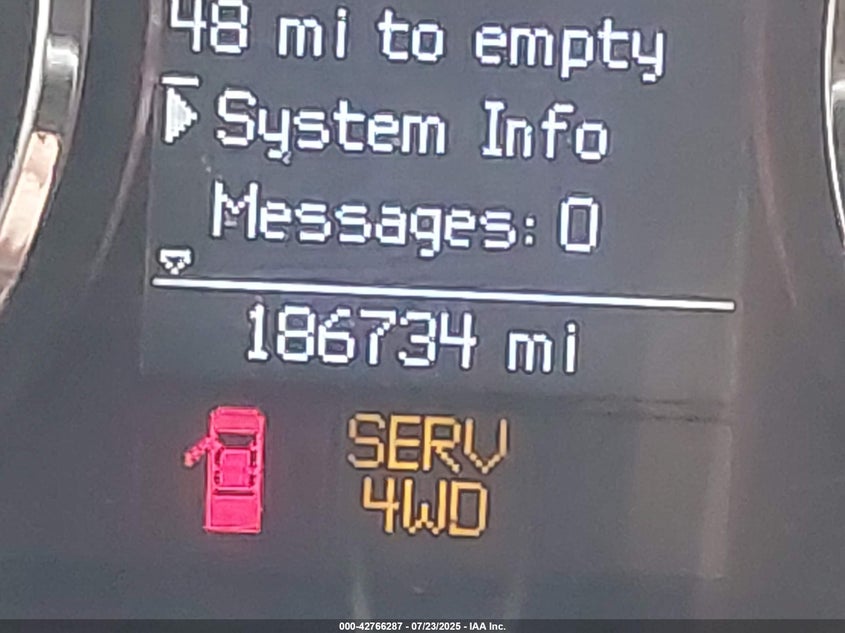 48 mi to empty
System Info
Messages: 0
186734 mi
SERV
4WD
000-42766287 - 07/23/2025 - IAA Inc.